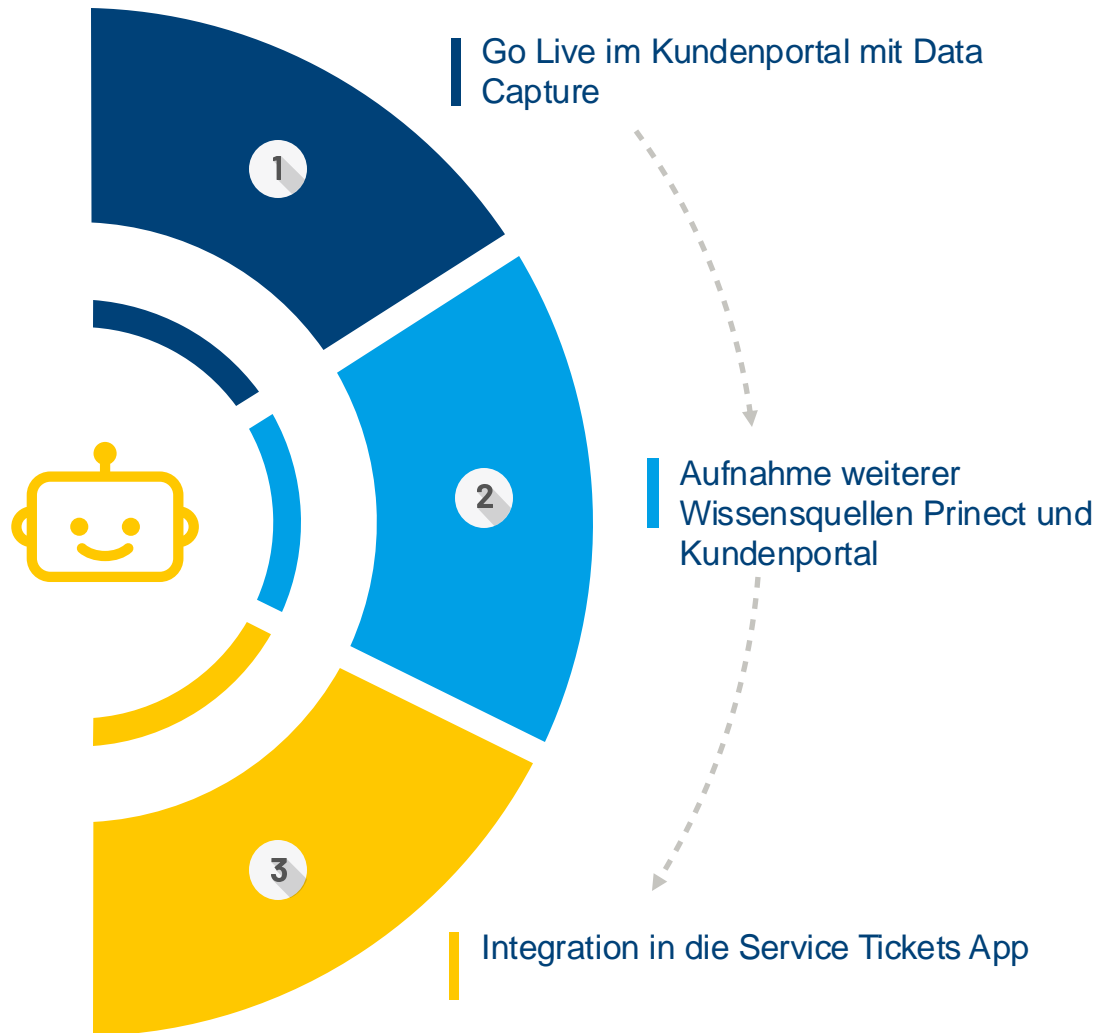 Go Live im Kundenportal mit Data
Capture
1
2
Aufnahme weiterer
Wissensquellen Prinect und
Kundenportal
3
Integration in die Service Tickets App